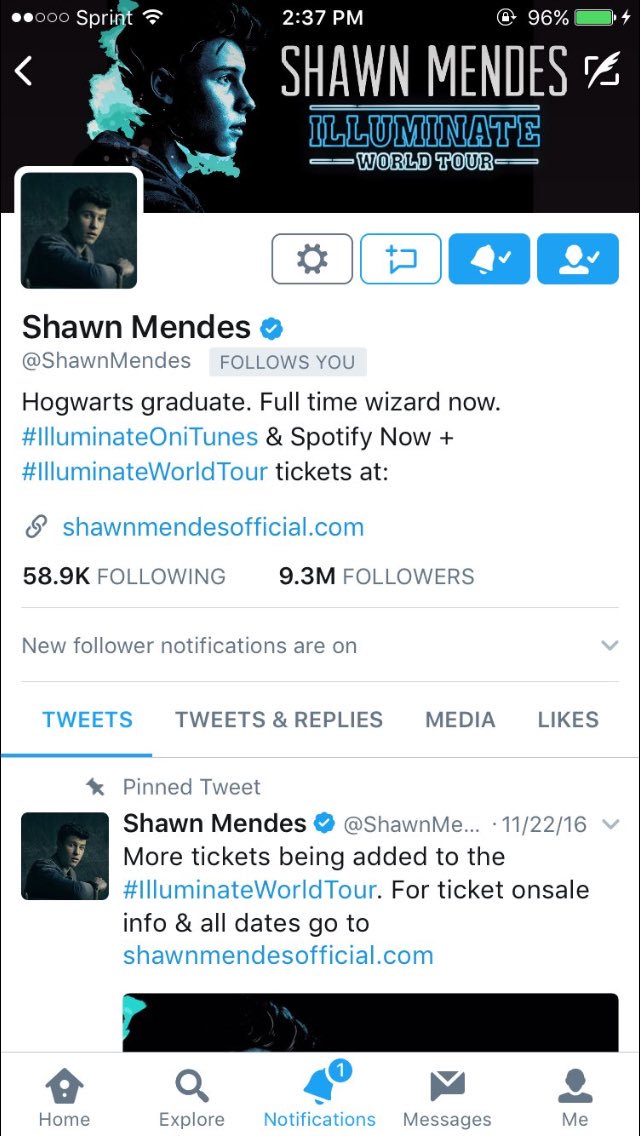 Sprint 2:37 PM 96%
SHAWN MENDES
ILLUMINATE
WORLD TOUR
Shawn Mendes
@ShawnMendes FOLLOWS YOU
Hogwarts graduate. Full time wizard now.
#IlluminateOniTunes & Spotify Now +
#IlluminateWorldTour tickets at:
shawnmendesofficial.com
58.9K FOLLOWING 9.3M FOLLOWERS
New follower notifications are on
TWEETS TWEETS & REPLIES MEDIA LIKES
Pinned Tweet
Shawn Mendes @ShawnMe... · 11/22/16
More tickets being added to the
#IlluminateWorldTour. For ticket onsale
info & all dates go to
shawnmendesofficial.com
1
Home Explore Notifications Messages Me